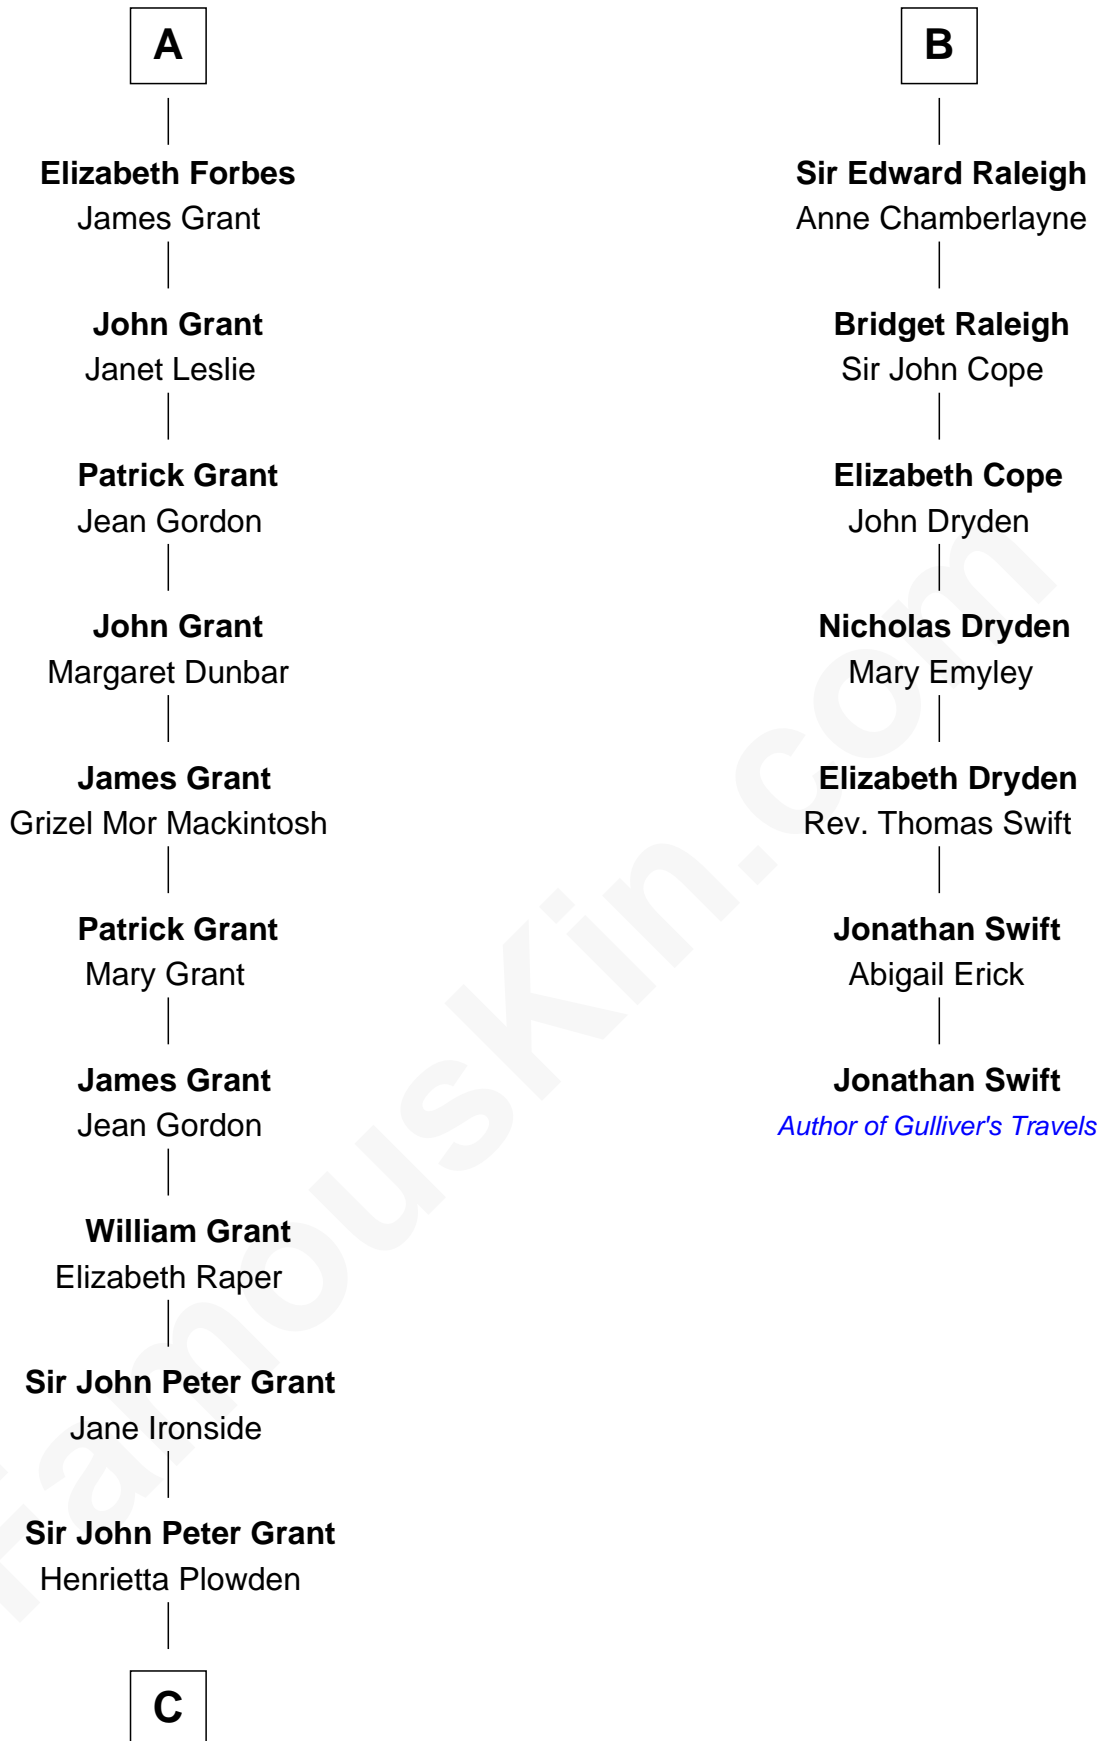 A
Elizabeth Forbes
James Grant
John Grant
Janet Leslie
Patrick Grant
Jean Gordon
John Grant
Margaret Dunbar
James Grant
Grizel Mor Mackintosh
Patrick Grant
Mary Grant
James Grant
Jean Gordon
William Grant
Elizabeth Raper
Sir John Peter Grant
Jane Ironside
Sir John Peter Grant
Henrietta Plowden
C
B
Sir Edward Raleigh
Anne Chamberlayne
Bridget Raleigh
Sir John Cope
Elizabeth Cope
John Dryden
Nicholas Dryden
Mary Emyley
Elizabeth Dryden
Rev. Thomas Swift
Jonathan Swift
Abigail Erick
Jonathan Swift
Author of Gulliver's Travels
FamousKin.com